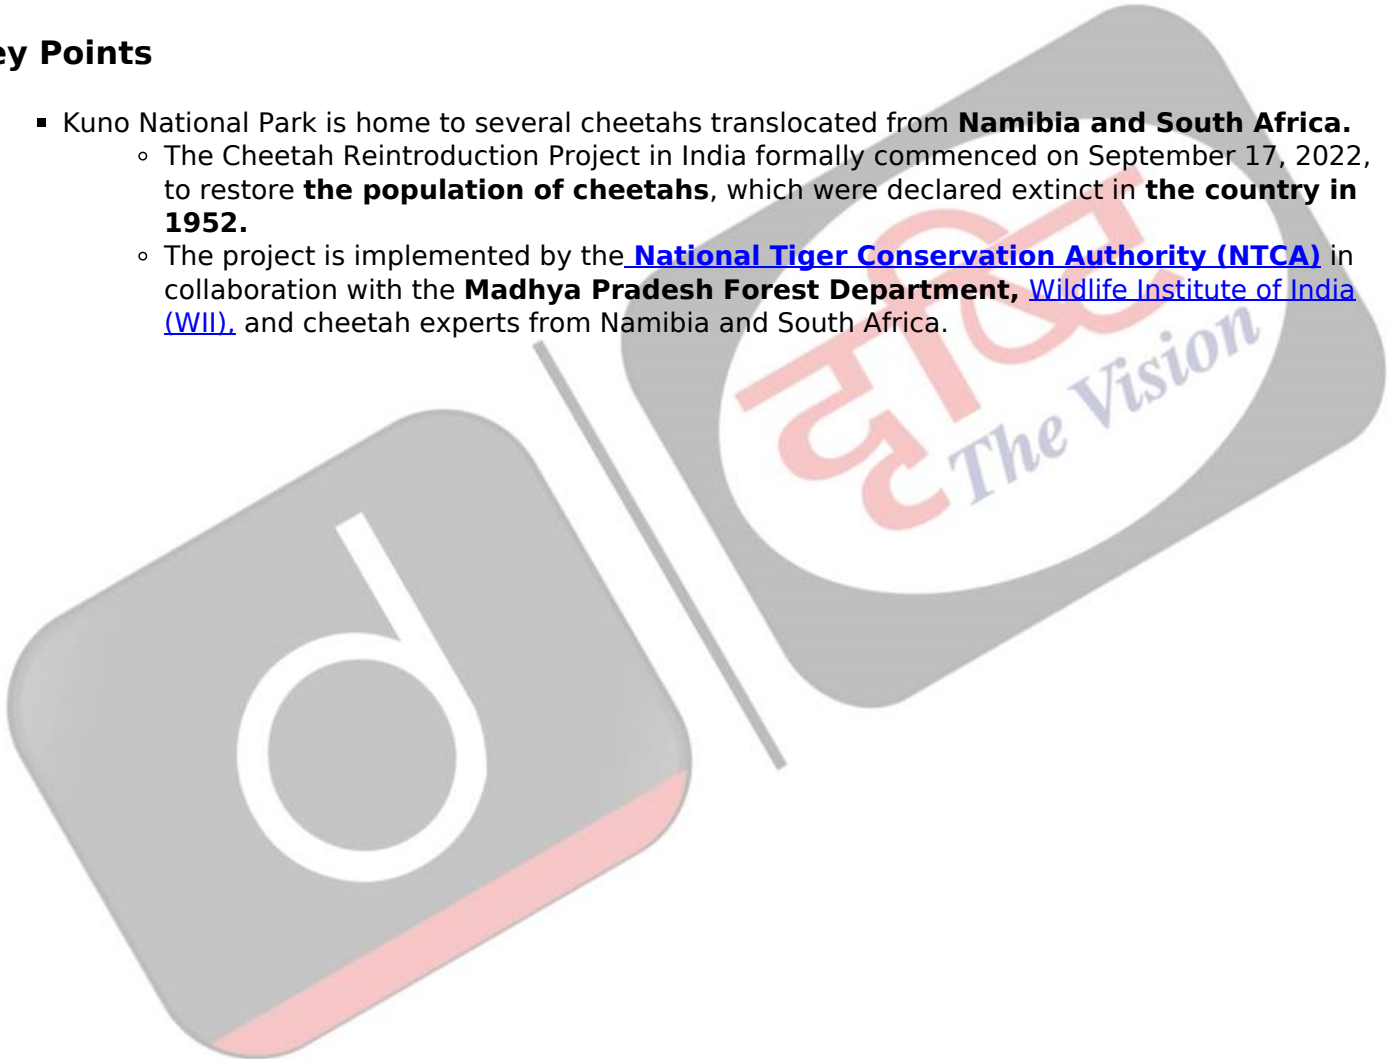 ey Points
▪ Kuno National Park is home to several cheetahs translocated from Namibia and South Africa.
◦ The Cheetah Reintroduction Project in India formally commenced on September 17, 2022,
to restore the population of cheetahs, which were declared extinct in the country in
1952.
◦ The project is implemented by the National Tiger Conservation Authority (NTCA) in
collaboration with the Madhya Pradesh Forest Department, Wildlife Institute of India
(WII), and cheetah experts from Namibia and South Africa.
दृष्टि
The Vision
d